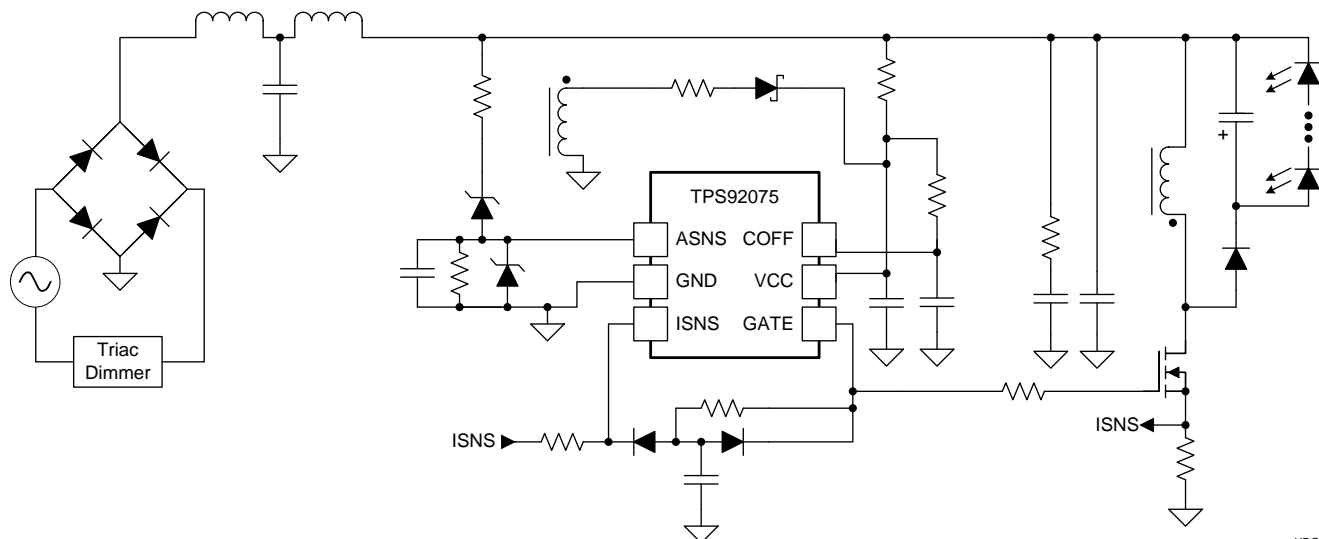 TPS92075
ASNS COFF
GND VCC
ISNS GATE
Triac
Dimmer
ISNS
ISNS